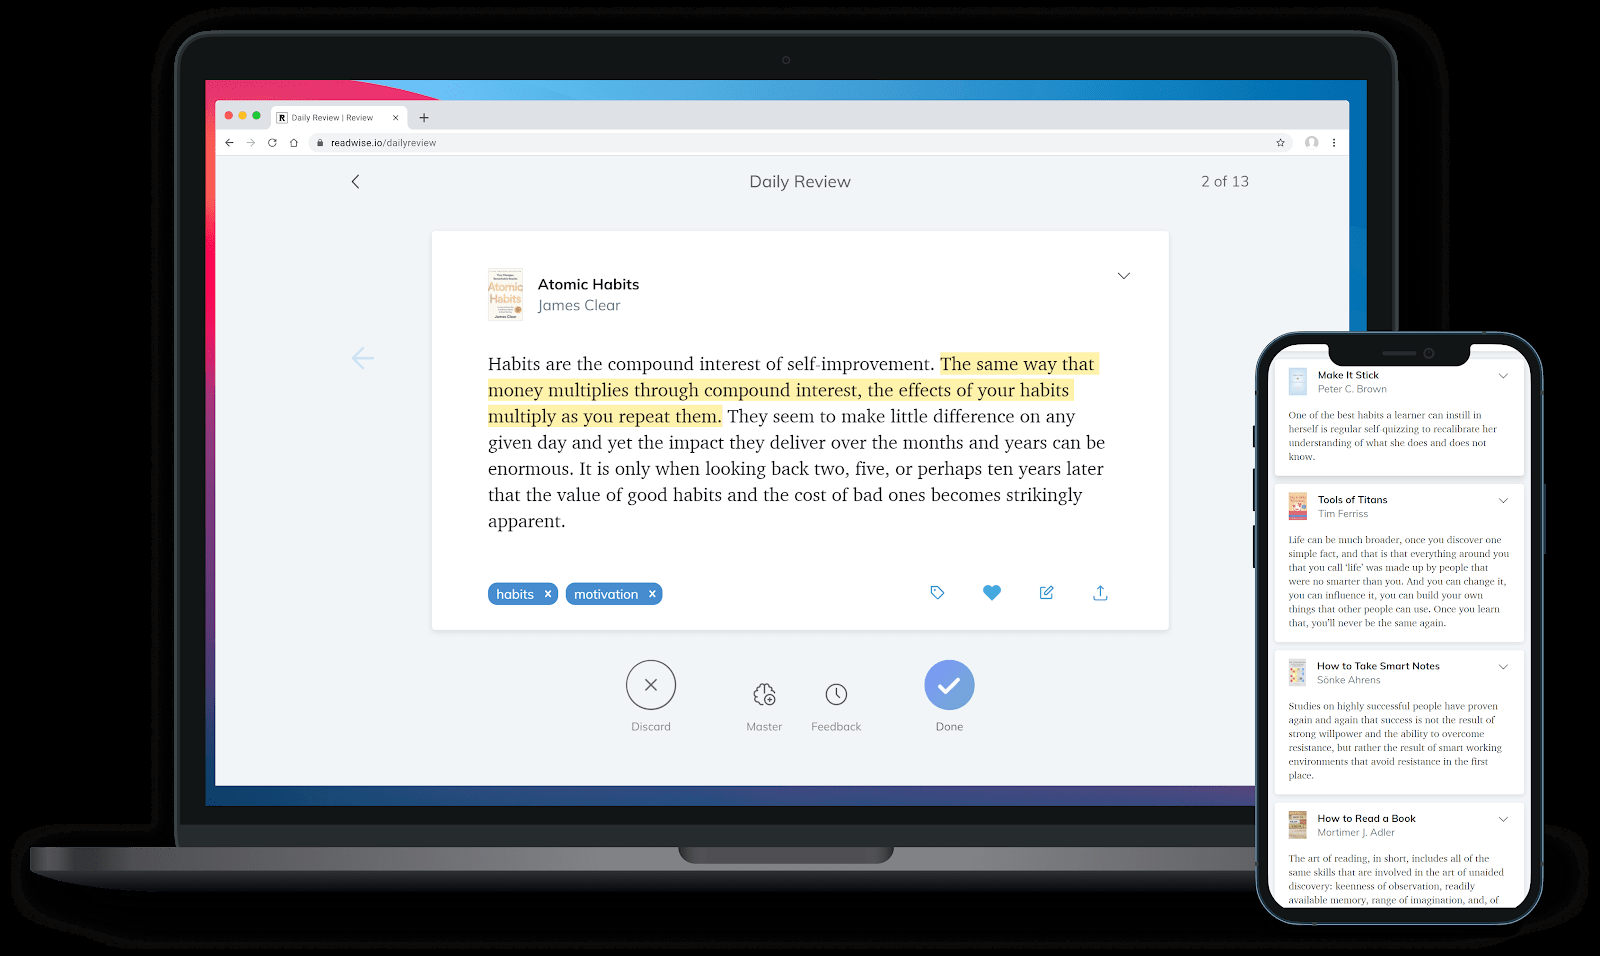 R Daily Review | Review
readwise.io/dailyreview
Daily Review
2 of 13
Atomic Habits
James Clear
Atomic Habits
James Clear
Habits are the compound interest of self-improvement. The same way that
money multiplies through compound interest, the effects of your habits
multiply as you repeat them. They seem to make little difference on any
given day and yet the impact they deliver over the months and years can be
enormous. It is only when looking back two, five, or perhaps ten years later
that the value of good habits and the cost of bad ones becomes strikingly
apparent.
habits x motivation x
Discard
Master
Feedback
Done
Make It Stick
Peter C. Brown
One of the best habits a learner can instill in
herself is regular self-quizzing to recalibrate her
understanding of what she does and does not
know.
Tools of Titans
Tim Ferriss
Life can be much broader, once you discover one
simple fact, and that is that everything around you
that you call ‘life’ was made up by people that
were no smarter than you. And you can change it,
you can influence it, you can build your own
things that other people can use. Once you learn
that, you’ll never be the same again.
How to Take Smart Notes
Sönke Ahrens
Studies on highly successful people have proven
again and again that success is not the result of
strong willpower and the ability to overcome
resistance, but rather the result of smart working
environments that avoid resistance in the first
place.
How to Read a Book
Mortimer J. Adler
The art of reading, in short, includes all of the
same skills that are involved in the art of unaided
discovery: keenness of observation, readily
available memory, range of imagination, and, of